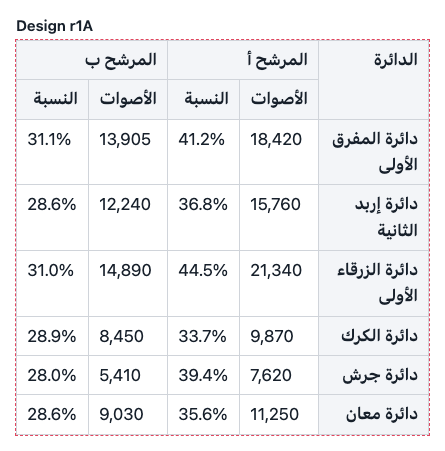 Design r1A
الدائرة المرشح أ المرشح ب
الأصوات النسبة الأصوات النسبة
دائرة المفرق
الأولى 18,420 41.2% 13,905 31.1%
دائرة إربد
الثانية 15,760 36.8% 12,240 28.6%
دائرة الزرقاء
الأولى 21,340 44.5% 14,890 31.0%
دائرة الكرك 9,870 33.7% 8,450 28.9%
دائرة جرش 7,620 39.4% 5,410 28.0%
دائرة معان 11,250 35.6% 9,030 28.6%